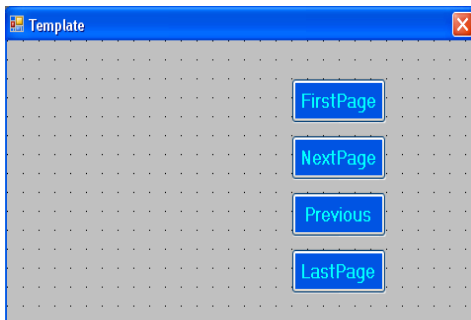 Template
FirstPage
NextPage
Previous
LastPage